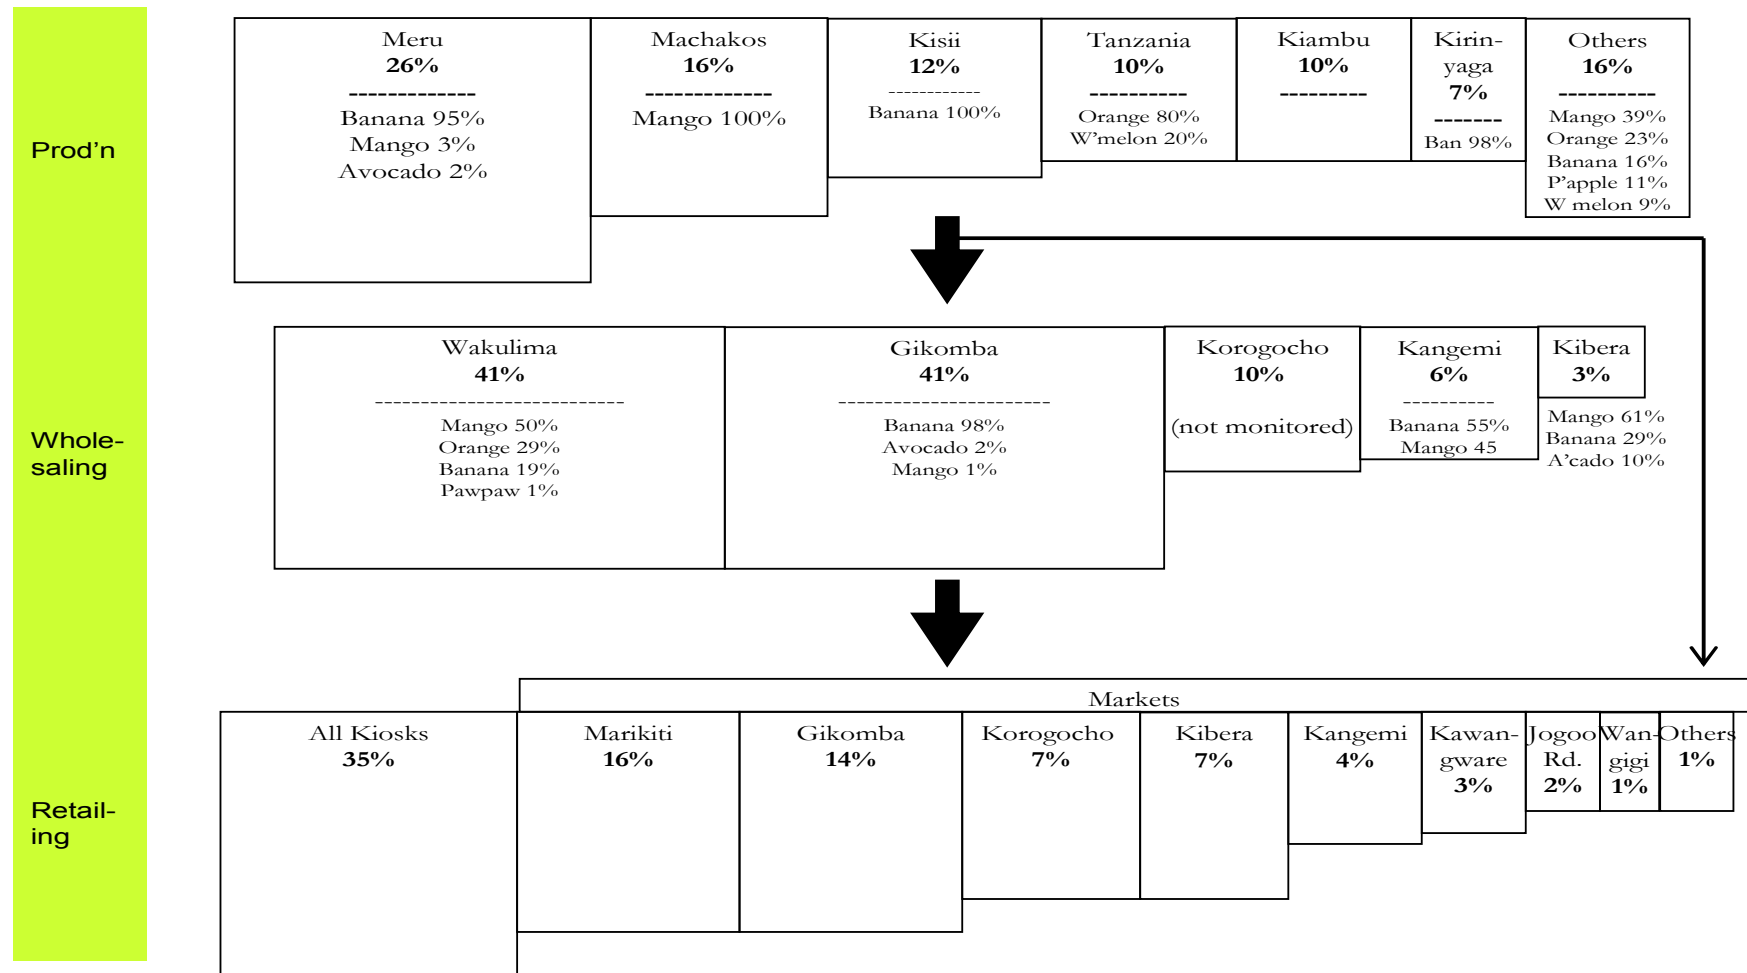 Prod'n
Meru
26%
-------------
Banana 95%
Mango 3%
Avocado 2%
Machakos
16%
-------------
Mango 100%
Kisii
12%
------------
Banana 100%
Tanzania
10%
----------
Orange 80%
W'melon 20%
Kiambu
10%
---------
Kirin-
yaga
7%
-------
Ban 98%
Others
16%
----------
Mango 39%
Orange 23%
Banana 16%
P'apple 11%
W melon 9%
Whole-
saling
Wakulima
41%
---------------------------
Mango 50%
Orange 29%
Banana 19%
Pawpaw 1%
Gikomba
41%
-----------------------
Banana 98%
Avocado 2%
Mango 1%
Korogocho
10%
(not monitored)
Kangemi
6%
----------
Banana 55%
Mango 45
Kibera
3%
Mango 61%
Banana 29%
A'cado 10%
Retail-
ing
Markets
All Kiosks
35%
Marikiti
16%
Gikomba
14%
Korogocho
7%
Kibera
7%
Kangemi
4%
Kawan-
gware
3%
Jogoo
Rd.
2%
Wan-
gigi
1%
Others
1%